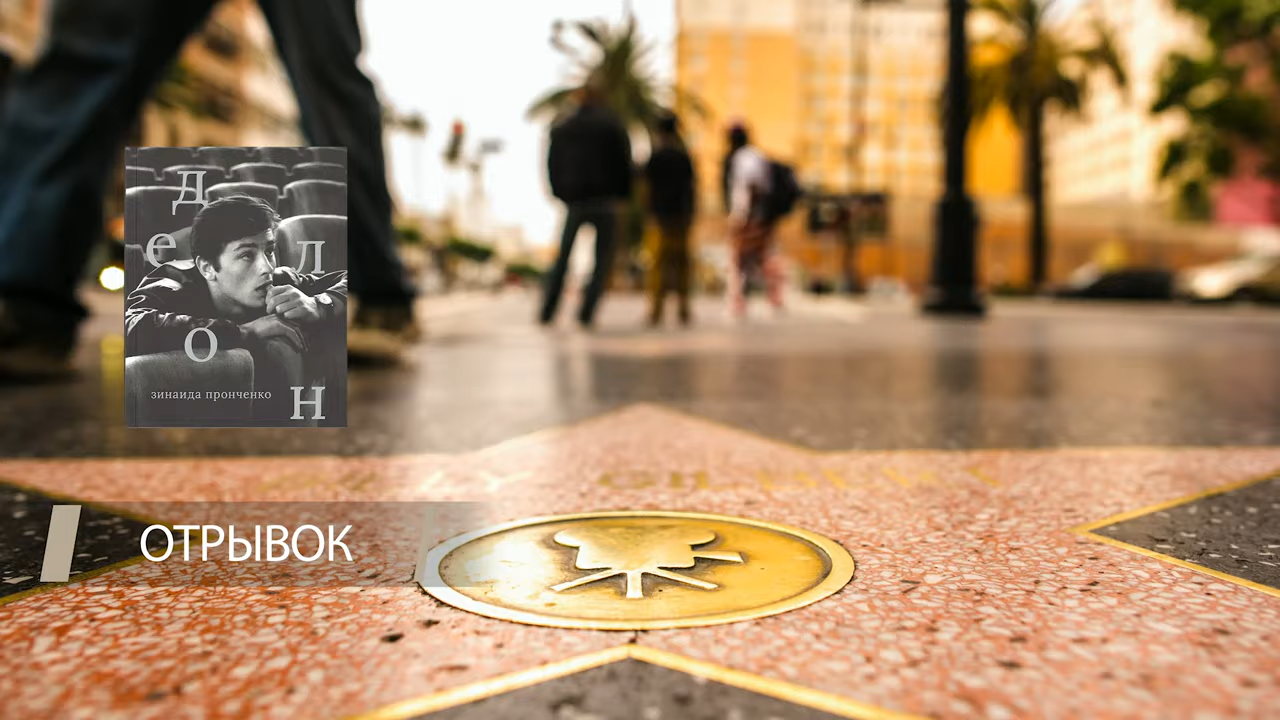 Д
е л
о
н
зинаида пронченко
ОТРЫВОК